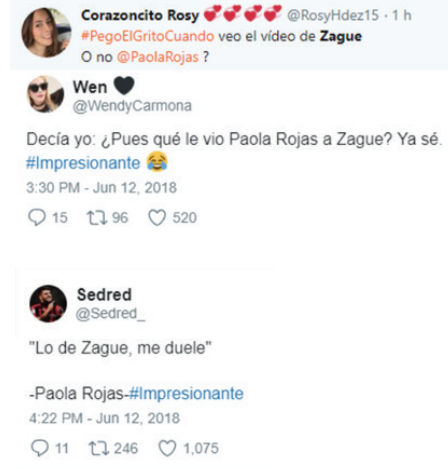 Corazoncito Rosy 💞💞💞💞 @RosyHdez15 · 1 h
#PegoElGritoCuando veo el vídeo de Zague
O no @PaolaRojas ?
Wen 🖤
@WendyCarmona
Decía yo: ¿Pues qué le vio Paola Rojas a Zague? Ya sé.
#Impresionante 😂
3:30 PM - Jun 12, 2018
15 96 520
Sedred
@Sedred_
"Lo de Zague, me duele"
-Paola Rojas-#Impresionante
4:22 PM - Jun 12, 2018
11 246 1,075